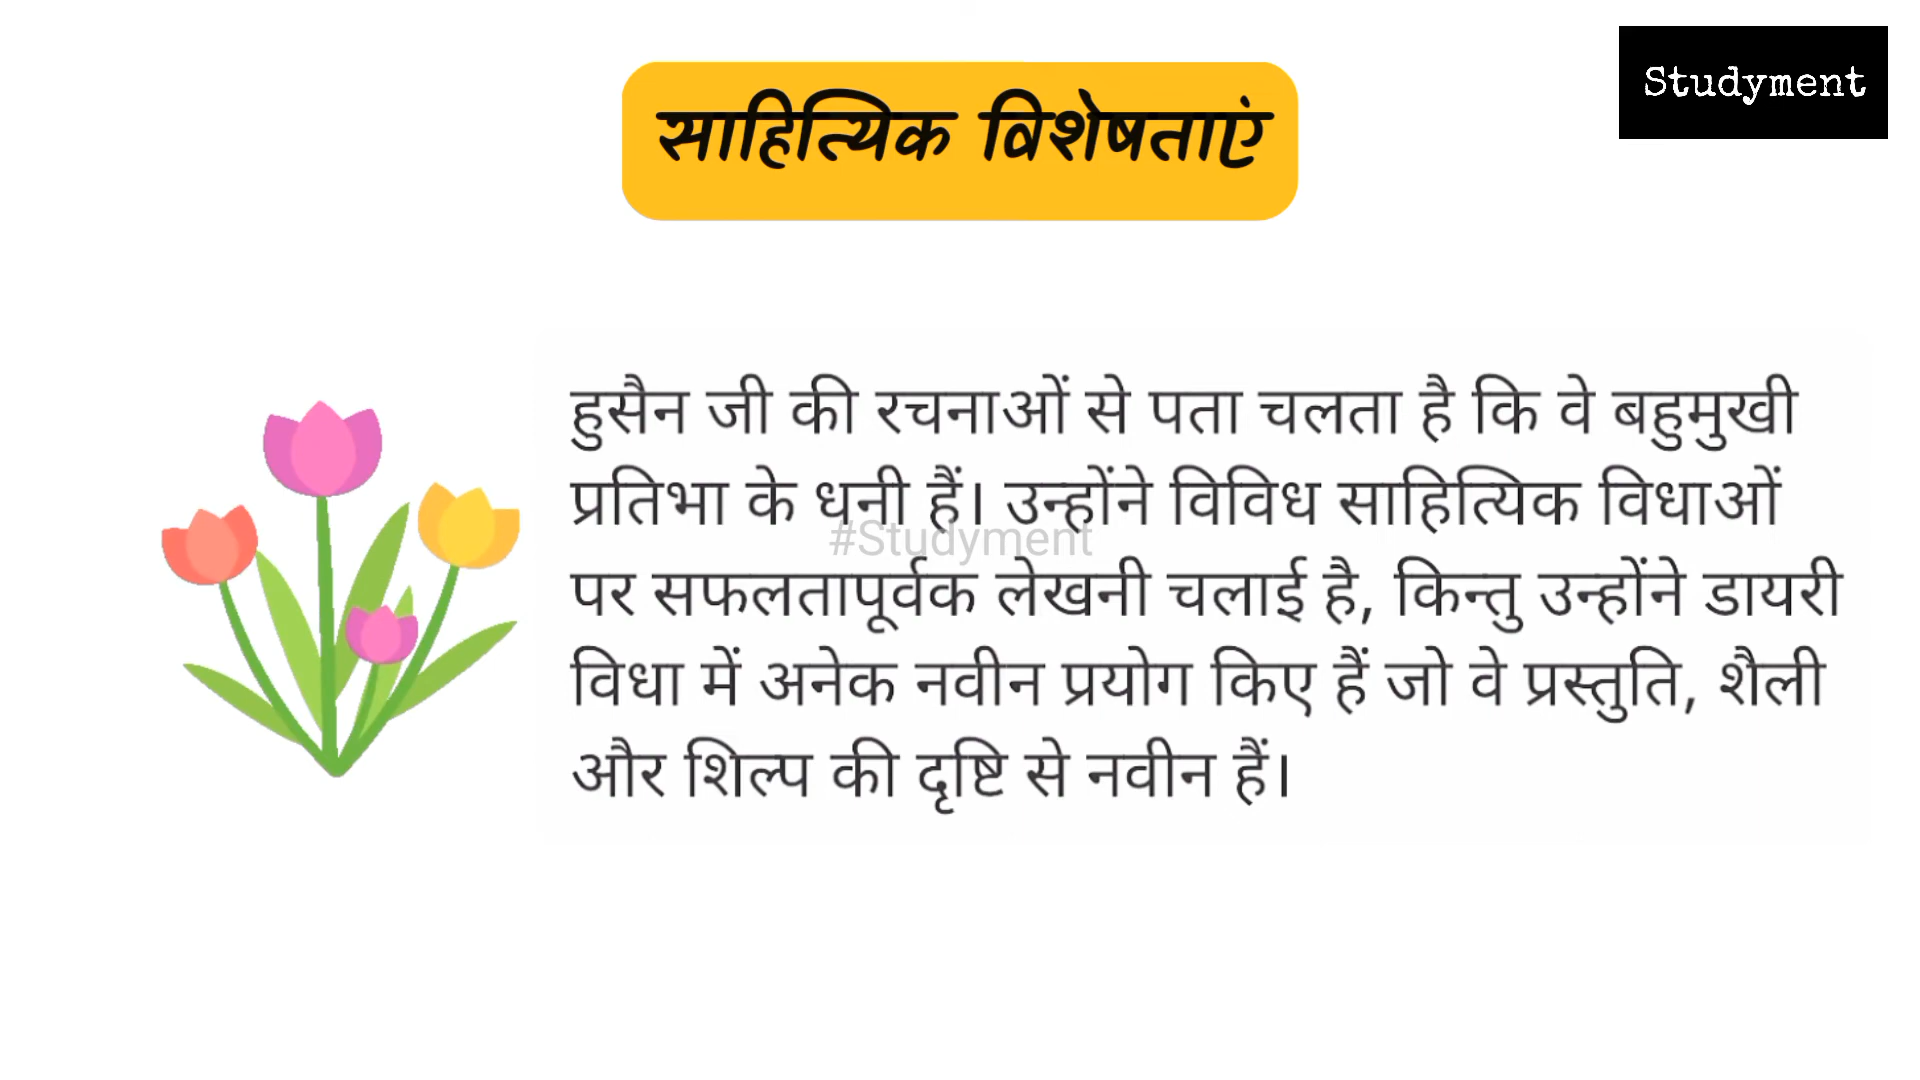 Studyment
साहित्यिक विशेषताएं
हुसैन जी की रचनाओं से पता चलता है कि वे बहुमुखी
प्रतिभा के धनी हैं। उन्होंने विविध साहित्यिक विधाओं
#Studyment
पर सफलतापूर्वक लेखनी चलाई है, किन्तु उन्होंने डायरी
विधा में अनेक नवीन प्रयोग किए हैं जो वे प्रस्तुति, शैली
और शिल्प की दृष्टि से नवीन हैं।